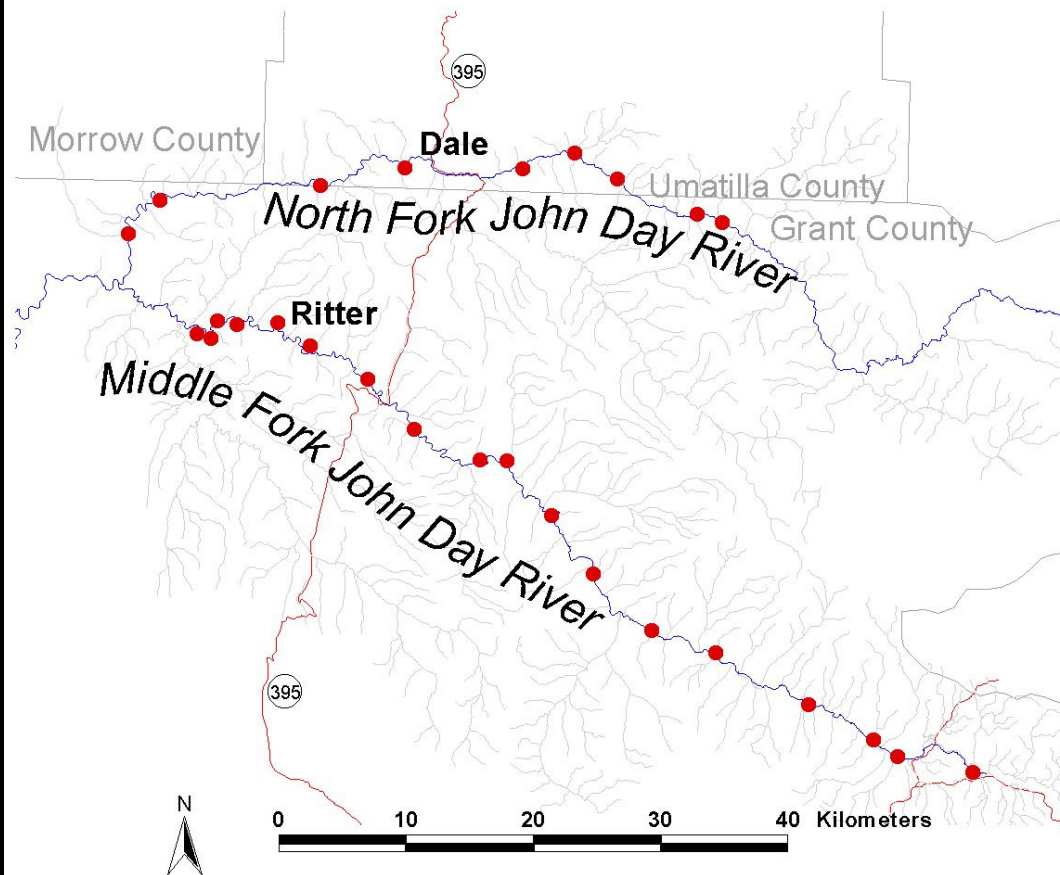 395
Morrow County
Dale
Umatilla County
North Fork John Day River
Grant County
Ritter
Middle Fork John Day River
395
N
0 10 20 30 40 Kilometers